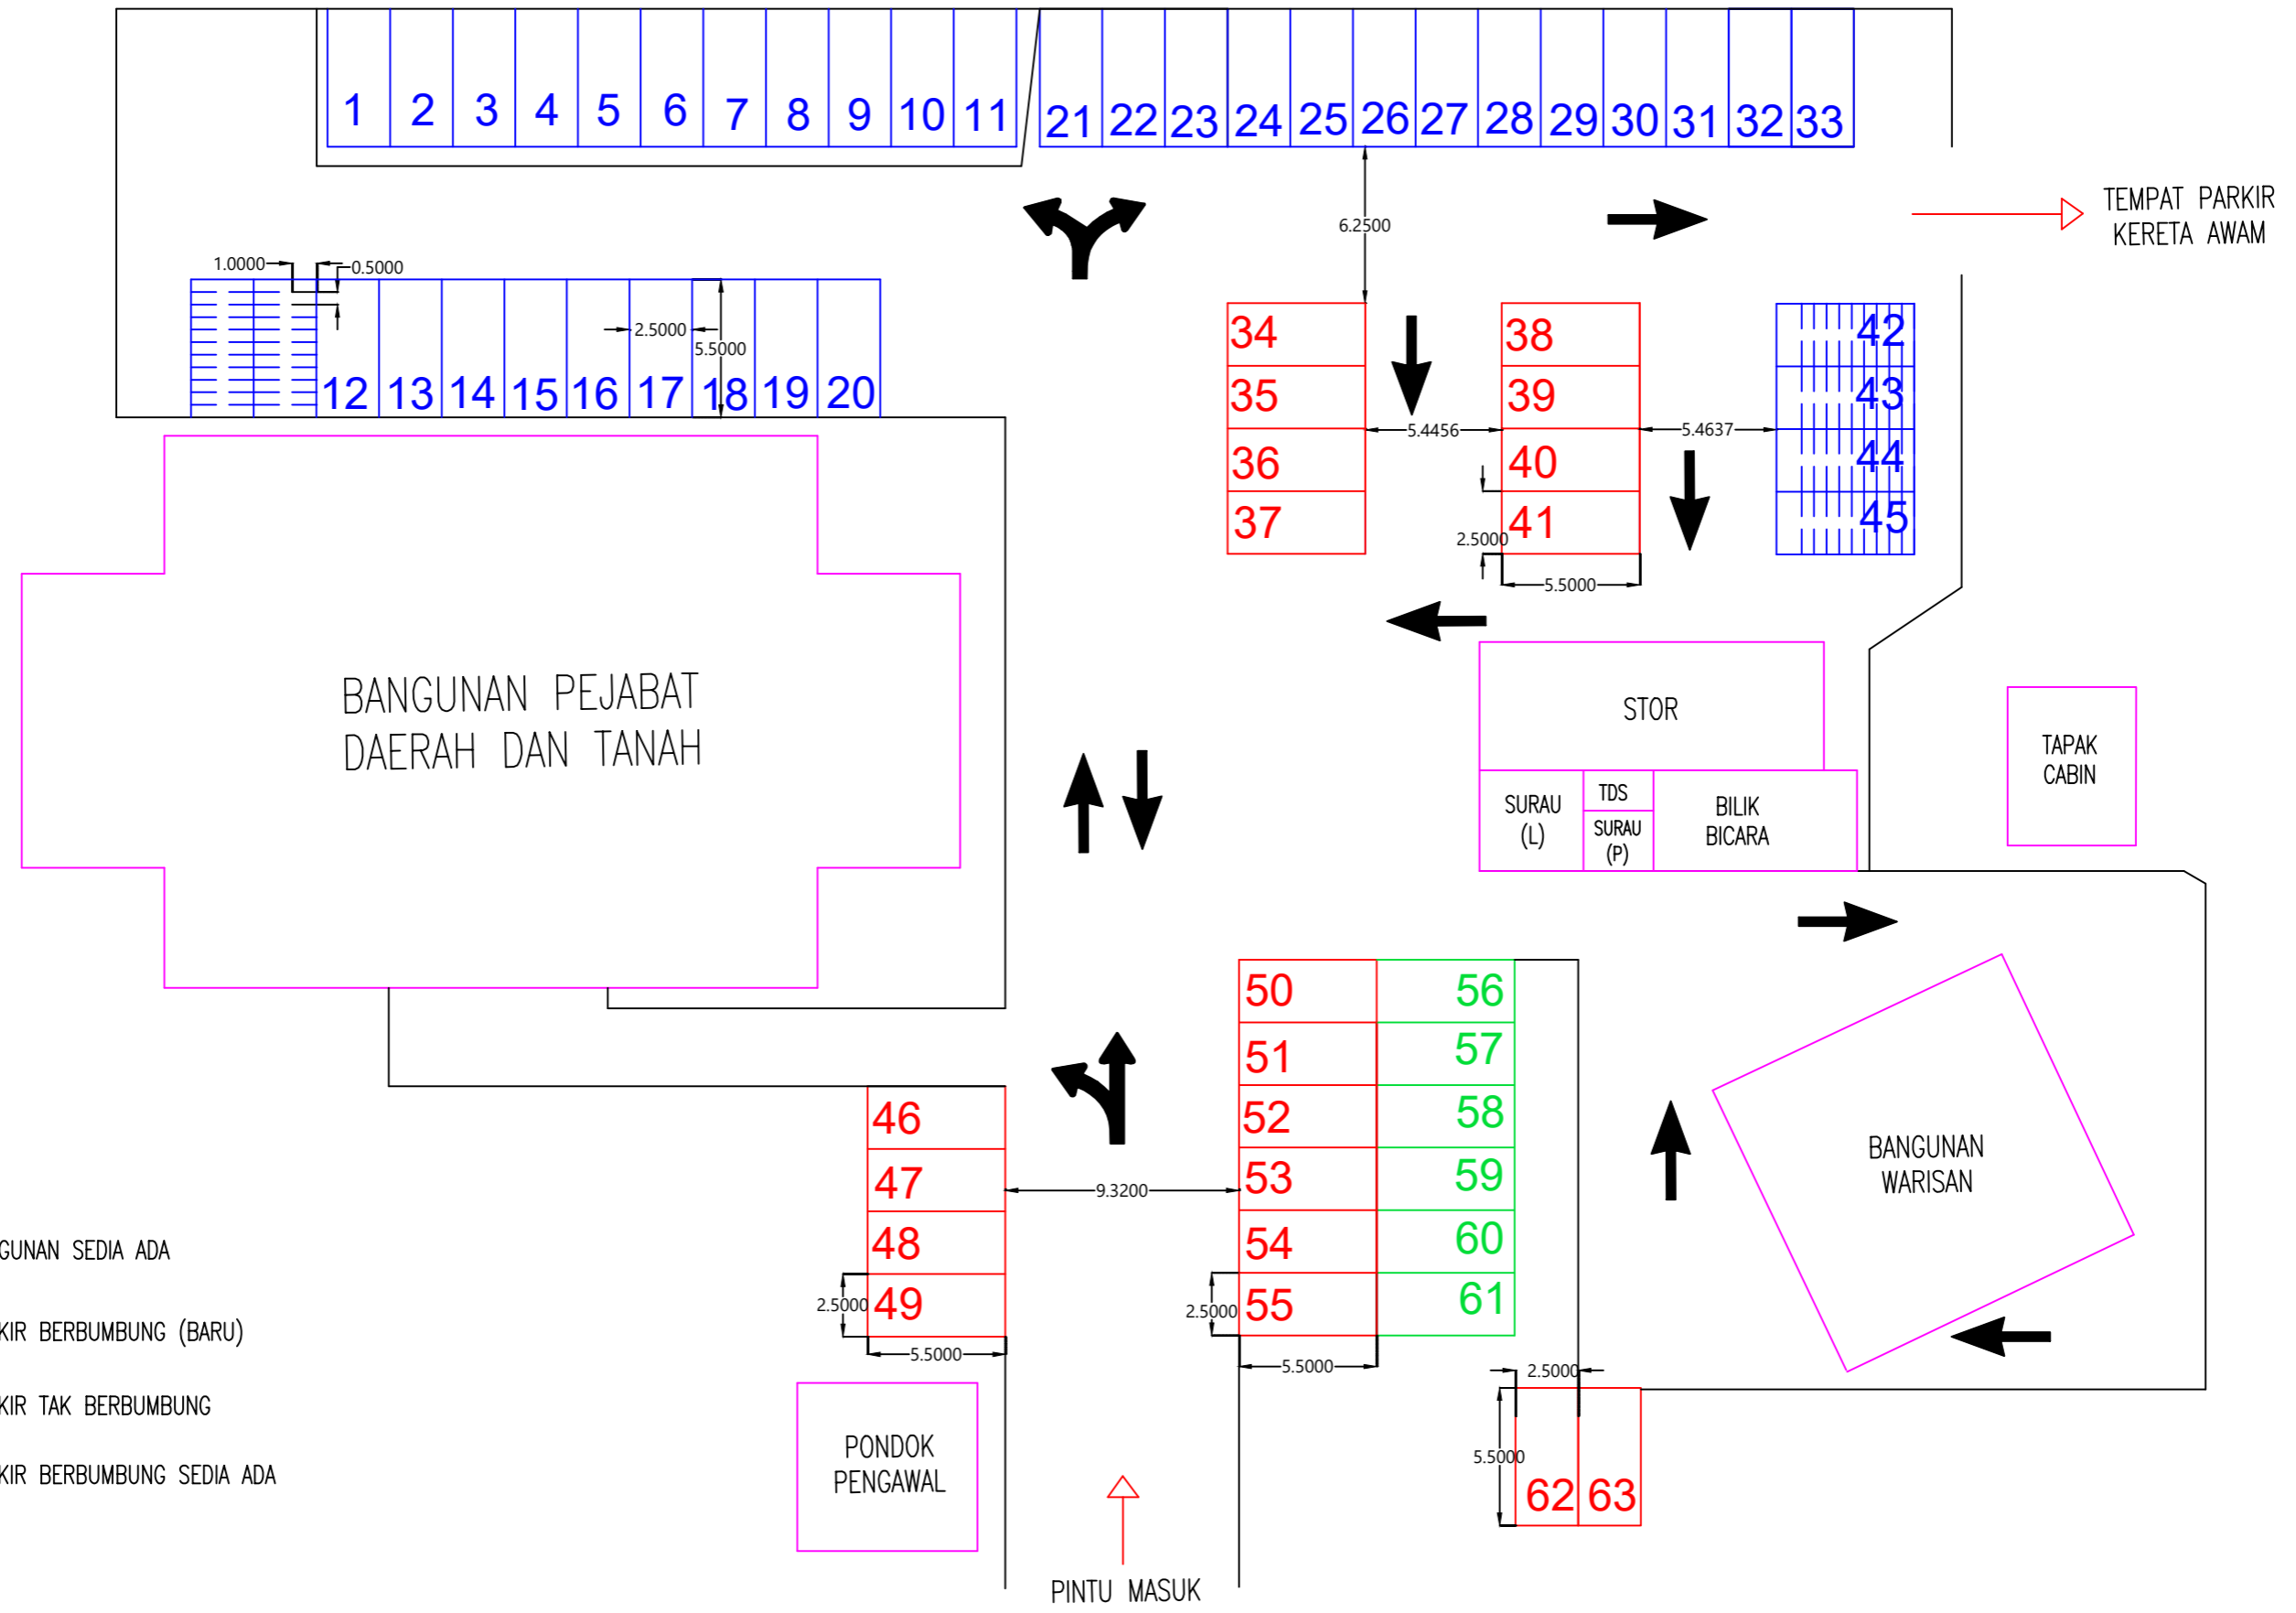 1 2 3 4 5 6 7 8 9 10 11 21 22 23 24 25 26 27 28 29 30 31 32 33
TEMPAT PARKIR
KERETA AWAM
6.2500
1.0000
0.5000
2.5000
5.5000
12 13 14 15 16 17 18 19 20
34
35
36
37
5.4456
38
39
40
41
2.5000
5.5000
5.4637
42
43
44
45
BANGUNAN PEJABAT
DAERAH DAN TANAH
STOR
SURAU
(L)
TDS
SURAU
(P)
BILIK
BICARA
TAPAK
CABIN
46
47
48
49
2.5000
5.5000
9.3200
50
51
52
53
54
55
2.5000
5.5000
56
57
58
59
60
61
BANGUNAN
WARISAN
2.5000
5.5000
62 63
GUNAN SEDIA ADA
KIR BERBUMBUNG (BARU)
KIR TAK BERBUMBUNG
KIR BERBUMBUNG SEDIA ADA
PONDOK
PENGAWAL
PINTU MASUK